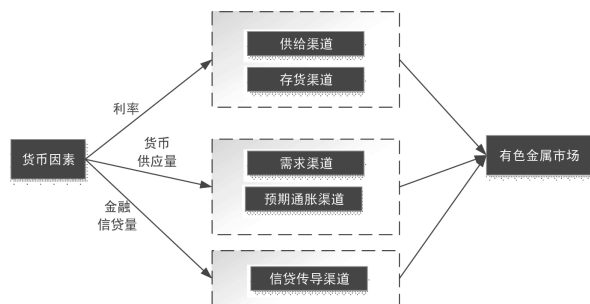 供给渠道
存货渠道
利率
货币因素
货币
供应量
金融
信贷量
需求渠道
预期通胀渠道
信贷传导渠道
有色金属市场